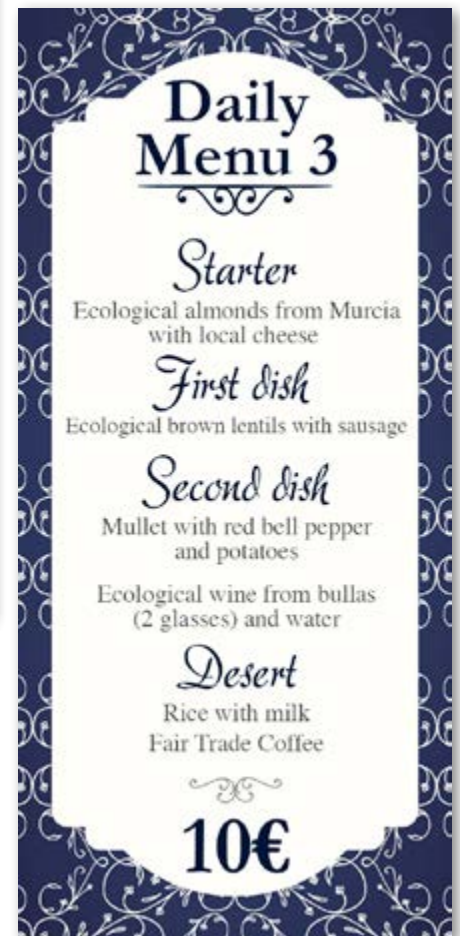 Daily
Menu 3
Starter
Ecological almonds from Murcia
with local cheese
First dish
Ecological brown lentils with sausage
Second dish
Mullet with red bell pepper
and potatoes
Ecological wine from bullas
(2 glasses) and water
Desert
Rice with milk
Fair Trade Coffee
10€